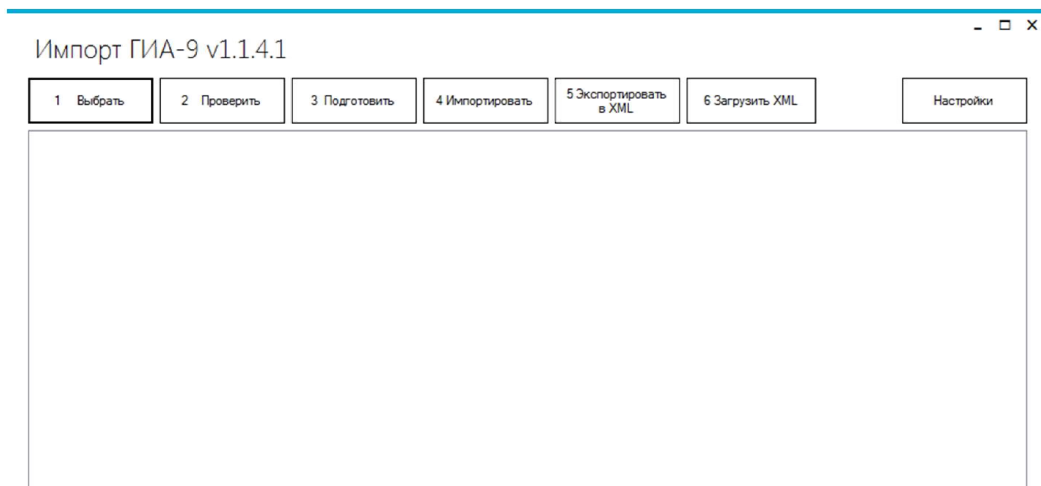 Импорт ГИА-9 v1.1.4.1
1 Выбрать
2 Проверить
3 Подготовить
4 Импортировать
5 Экспортировать
в XML
6 Загрузить XML
Настройки